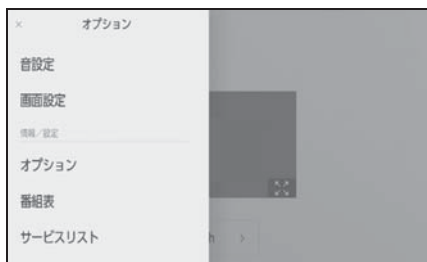 × オプション
音設定
画面設定
情報／設定
オプション
番組表
サービスリスト
h >